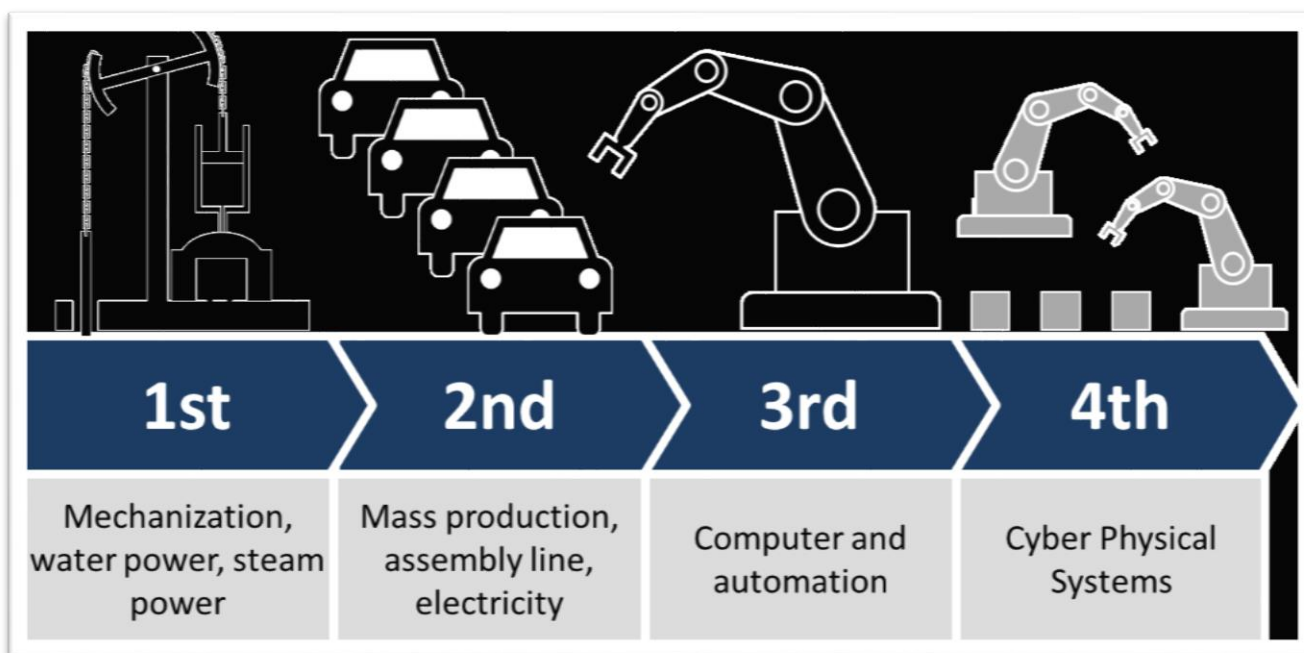 1st
2nd
3rd
4th
Mechanization,
water power, steam
power
Mass production,
assembly line,
electricity
Computer and
automation
Cyber Physical
Systems